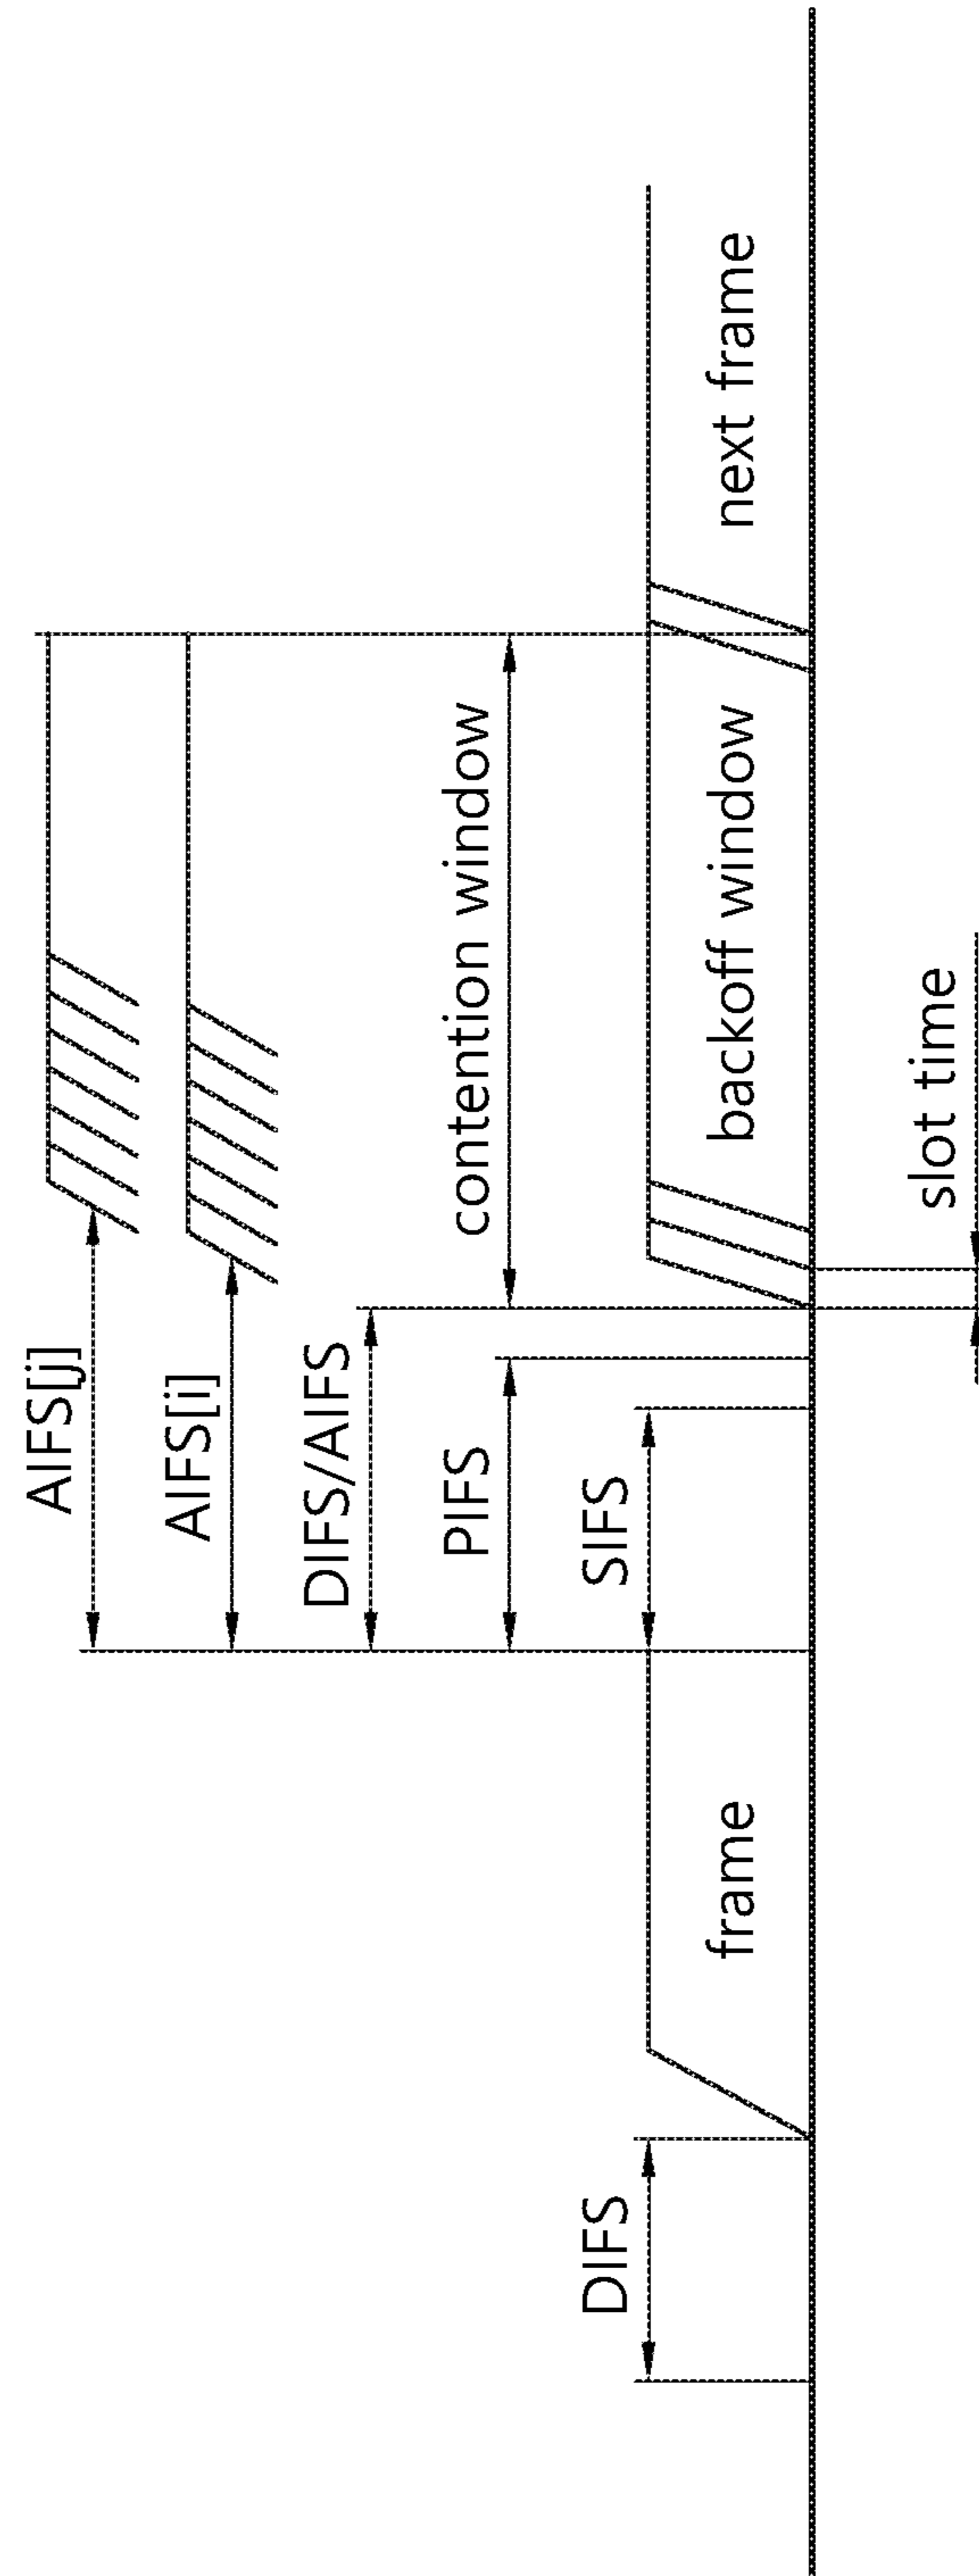 AIFS[j]
AIFS[i]
DIFS/AIFS
contention window
PIFS
DIFS
SIFS
frame
backoff window
next frame
slot time